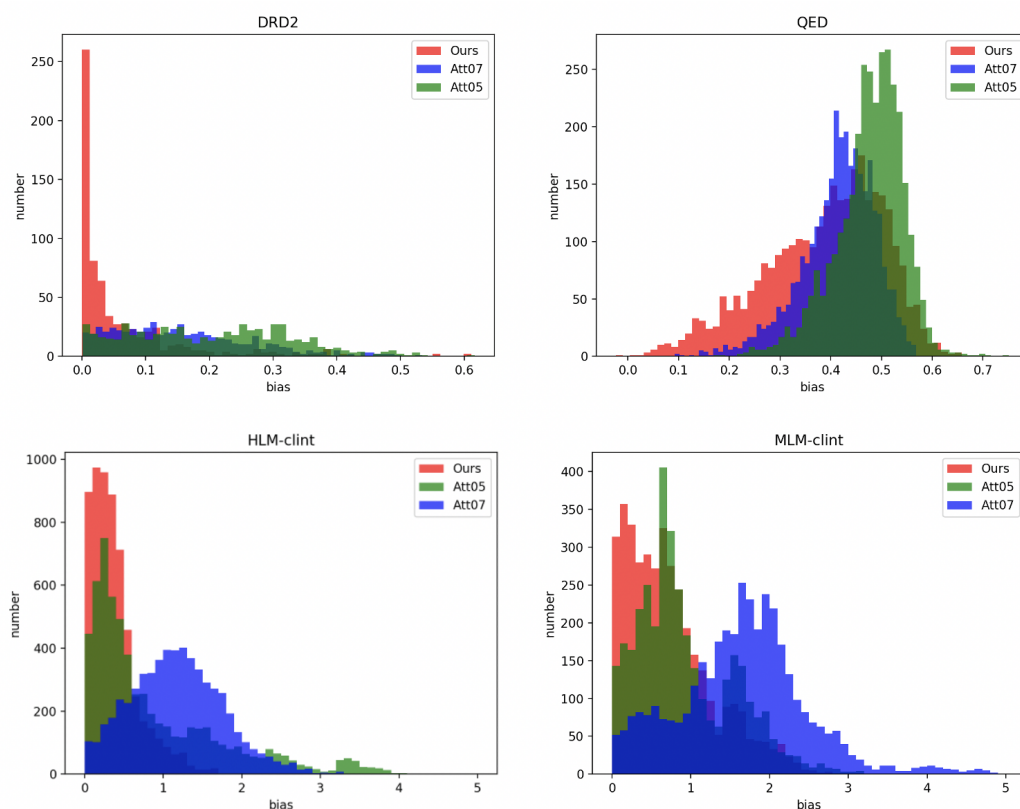 DRD2
250
200
150
100
50
0
number
0.0 0.1 0.2 0.3 0.4 0.5 0.6
bias
Ours
Att07
Att05
QED
250
200
150
100
50
0
number
0.0 0.1 0.2 0.3 0.4 0.5 0.6 0.7
bias
Ours
Att07
Att05
HLM-clint
1000
800
600
400
200
0
number
0 1 2 3 4 5
bias
Ours
Att05
Att07
MLM-clint
400
350
300
250
200
150
100
50
0
number
0 1 2 3 4 5
bias
Ours
Att05
Att07